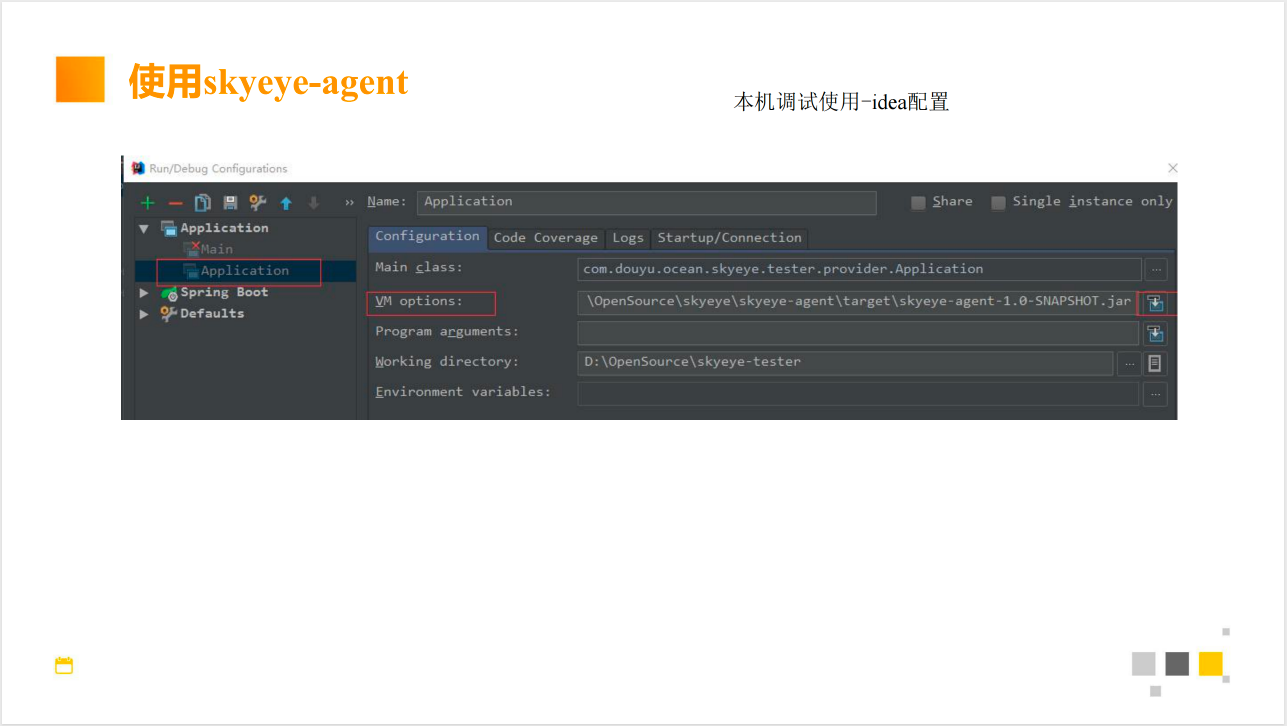 使用skyeye-agent
本机调试使用-idea配置
Run/Debug Configurations
Name: Application
Share
Single instance only
Application
Main
Application
Spring Boot
Defaults
Configuration
Code Coverage
Logs
Startup/Connection
Main class: com.douyu.ocean.skyeye.tester.provider.Application
VM options: \OpenSource\skyeye\skyeye-agent\target\skyeye-agent-1.0-SNAPSHOT.jar
Program arguments:
Working directory: D:\OpenSource\skyeye-tester
Environment variables: